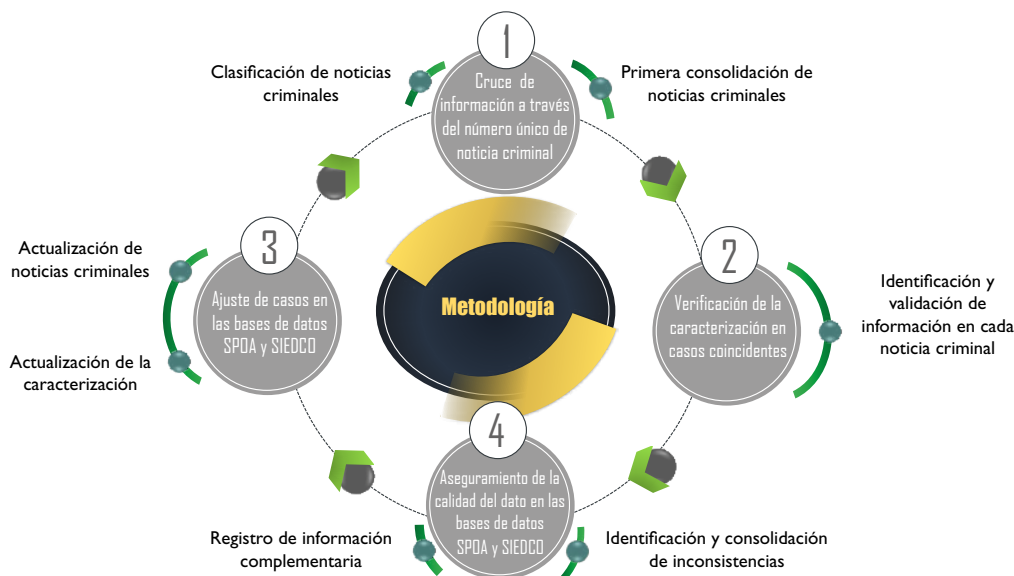 1
Cruce de
información a través
del número único de
noticia criminal
Clasificación de noticias
criminales
Primera consolidación de
noticias criminales
2
Verificación de la
caracterización en
casos coincidentes
Identificación y
validación de
información en cada
noticia criminal
3
Ajuste de casos en
las bases de datos
SPOA y SIEDCO
Actualización de
noticias criminales
Actualización de la
caracterización
Metodología
4
Aseguramiento de la
calidad del dato en las
bases de datos
SPOA y SIEDCO
Registro de información
complementaria
Identificación y consolidación
de inconsistencias